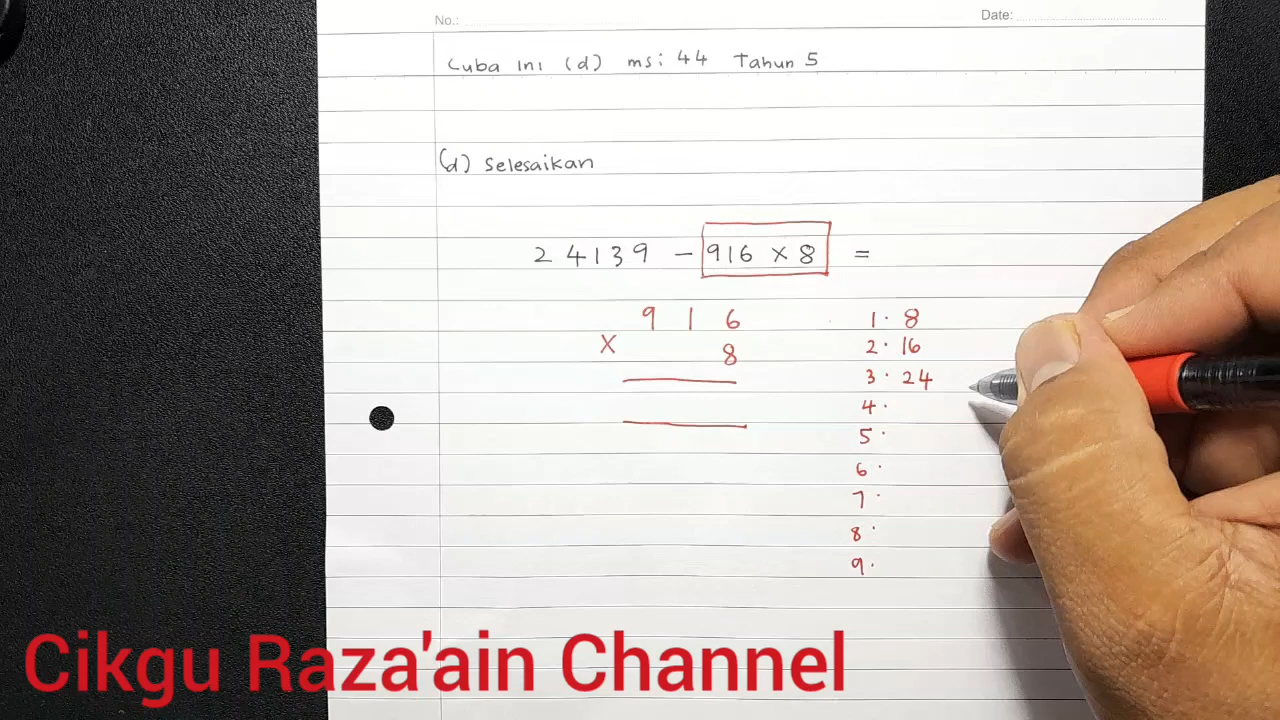 No.: Date:
Cuba ini (d) ms: 44 Tahun 5
(d) Selesaikan
24139 - 916 × 8 =
9 1 6
× 8
1. 8
2. 16
3. 24
4.
5.
6.
7.
8.
9.
Cikgu Raza'ain Channel